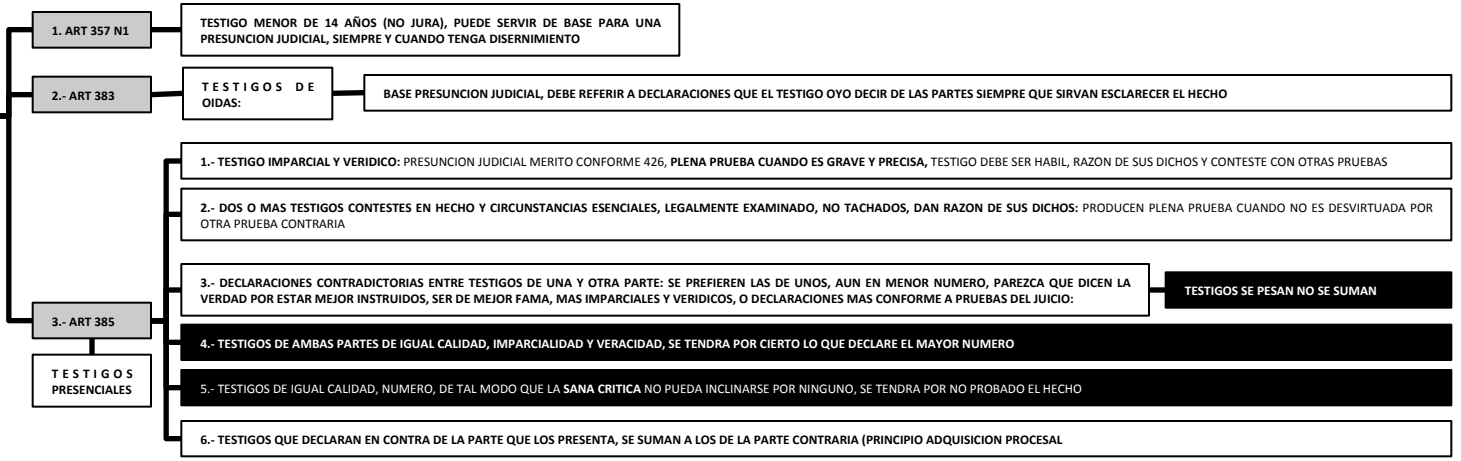 1. ART 357 N1
TESTIGO MENOR DE 14 AÑOS (NO JURA), PUEDE SERVIR DE BASE PARA UNA
PRESUNCION JUDICIAL, SIEMPRE Y CUANDO TENGA DISERNIMIENTO
2.- ART 383
TESTIGOS DE
OIDAS:
BASE PRESUNCION JUDICIAL, DEBE REFERIR A DECLARACIONES QUE EL TESTIGO OYO DECIR DE LAS PARTES SIEMPRE QUE SIRVAN ESCLARECER EL HECHO
1.- TESTIGO IMPARCIAL Y VERIDICO: PRESUNCION JUDICIAL MERITO CONFORME 426, PLENA PRUEBA CUANDO ES GRAVE Y PRECISA, TESTIGO DEBE SER HABIL, RAZON DE SUS DICHOS Y CONTESTE CON OTRAS PRUEBAS
2.- DOS O MAS TESTIGOS CONTESTES EN HECHO Y CIRCUNSTANCIAS ESENCIALES, LEGALMENTE EXAMINADO, NO TACHADOS, DAN RAZON DE SUS DICHOS: PRODUCEN PLENA PRUEBA CUANDO NO ES DESVIRTUADA POR
OTRA PRUEBA CONTRARIA
3.- DECLARACIONES CONTRADICTORIAS ENTRE TESTIGOS DE UNA Y OTRA PARTE: SE PREFIEREN LAS DE UNOS, AUN EN MENOR NUMERO, PAREZCA QUE DICEN LA
VERDAD POR ESTAR MEJOR INSTRUIDOS, SER DE MEJOR FAMA, MAS IMPARCIALES Y VERIDICOS, O DECLARACIONES MAS CONFORME A PRUEBAS DEL JUICIO:
TESTIGOS SE PESAN NO SE SUMAN
3.- ART 385
4.- TESTIGOS DE AMBAS PARTES DE IGUAL CALIDAD, IMPARCIALIDAD Y VERACIDAD, SE TENDRA POR CIERTO LO QUE DECLARE EL MAYOR NUMERO
TESTIGOS
PRESENCIALES
5.- TESTIGOS DE IGUAL CALIDAD, NUMERO, DE TAL MODO QUE LA SANA CRITICA NO PUEDA INCLINARSE POR NINGUNO, SE TENDRA POR NO PROBADO EL HECHO
6.- TESTIGOS QUE DECLARAN EN CONTRA DE LA PARTE QUE LOS PRESENTA, SE SUMAN A LOS DE LA PARTE CONTRARIA (PRINCIPIO ADQUISICION PROCESAL